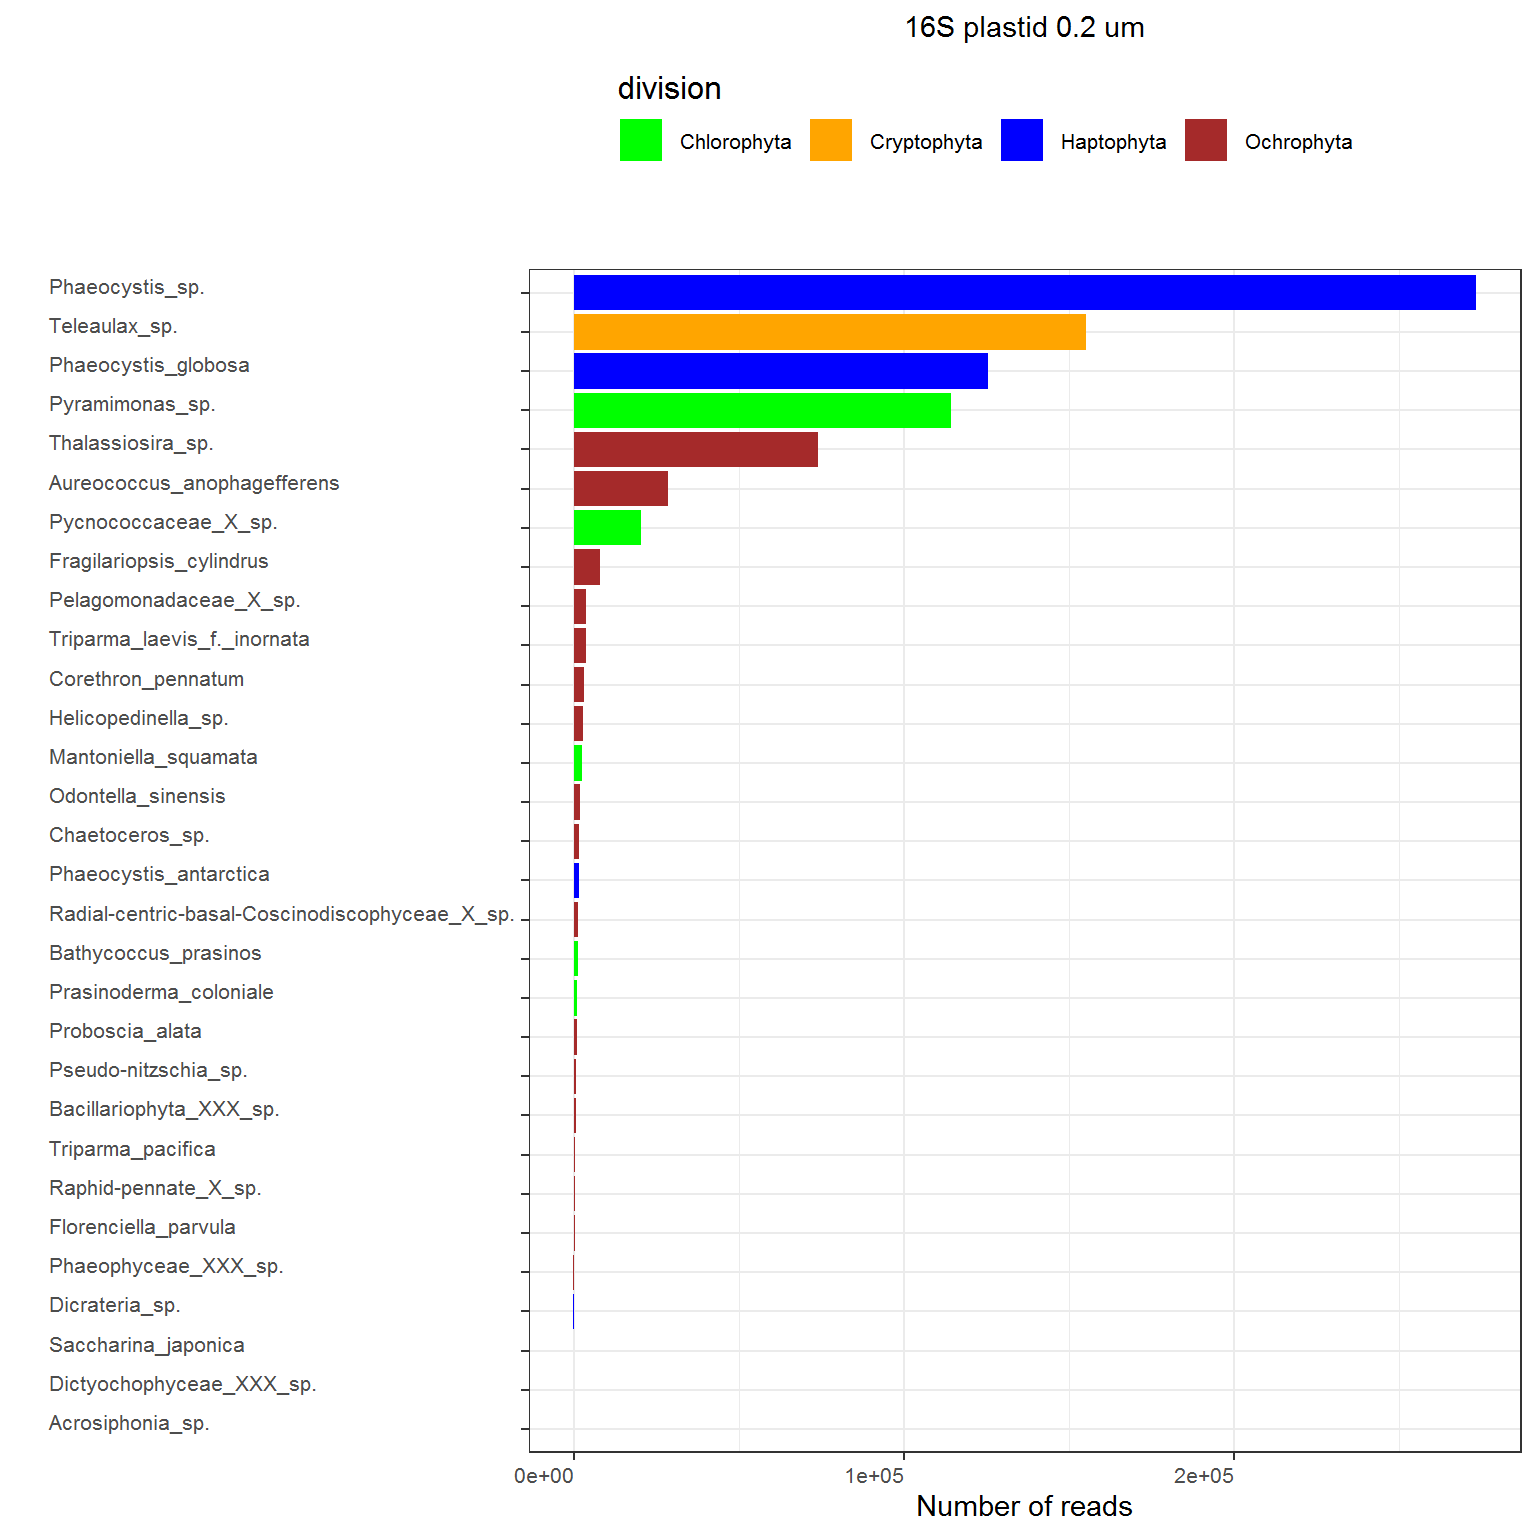 16S plastid 0.2 um
division
Chlorophyta Cryptophyta Haptophyta Ochrophyta
Phaeocystis_sp.
Teleaulax_sp.
Phaeocystis_globosa
Pyramimonas_sp.
Thalassiosira_sp.
Aureococcus_anophagefferens
Pycnococcaceae_X_sp.
Fragilariopsis_cylindrus
Pelagomonadaceae_X_sp.
Triparma_laevis_f._inornata
Corethron_pennatum
Helicopedinella_sp.
Mantoniella_squamata
Odontella_sinensis
Chaetoceros_sp.
Phaeocystis_antarctica
Radial-centric-basal-Coscinodiscophyceae_X_sp.
Bathycoccus_prasinos
Prasinoderma_coloniale
Proboscia_alata
Pseudo-nitzschia_sp.
Bacillariophyta_XXX_sp.
Triparma_pacifica
Raphid-pennate_X_sp.
Florenciella_parvula
Phaeophyceae_XXX_sp.
Dicrateria_sp.
Saccharina_japonica
Dictyochophyceae_XXX_sp.
Acrosiphonia_sp.
0e+00 1e+05 2e+05
Number of reads